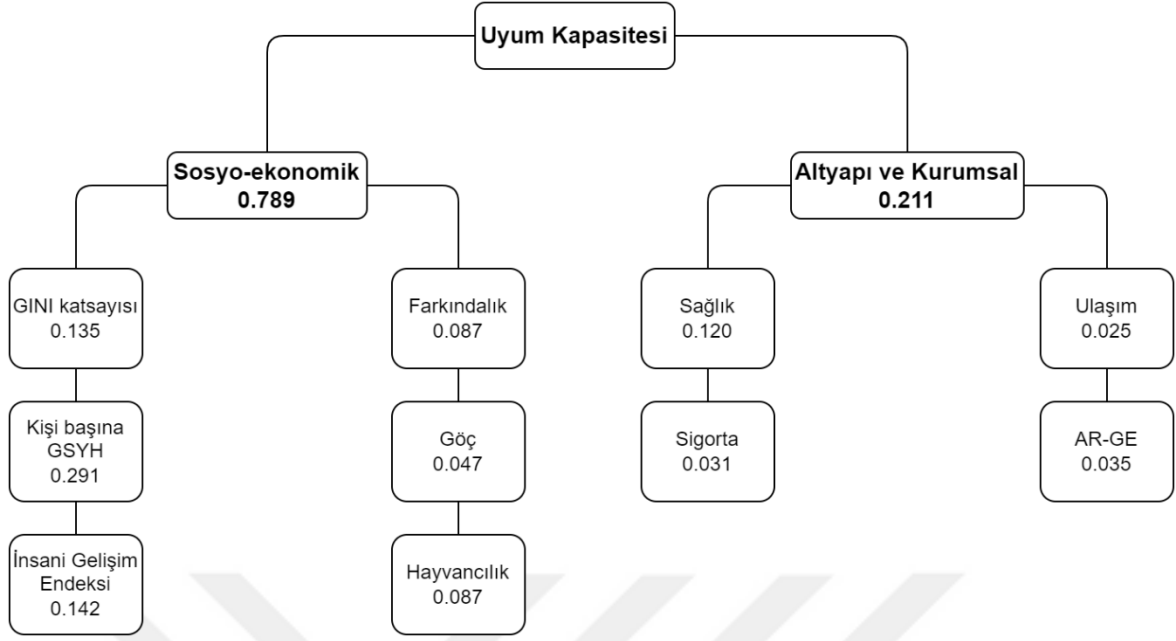 Uyum Kapasitesi
Sosyo-ekonomik
0.789
Altyapı ve Kurumsal
0.211
GINI katsayısı
0.135
Farkındalık
0.087
Sağlık
0.120
Ulaşım
0.025
Kişi başına
GSYH
0.291
Göç
0.047
Sigorta
0.031
AR-GE
0.035
İnsani Gelişim
Endeksi
0.142
Hayvancılık
0.087